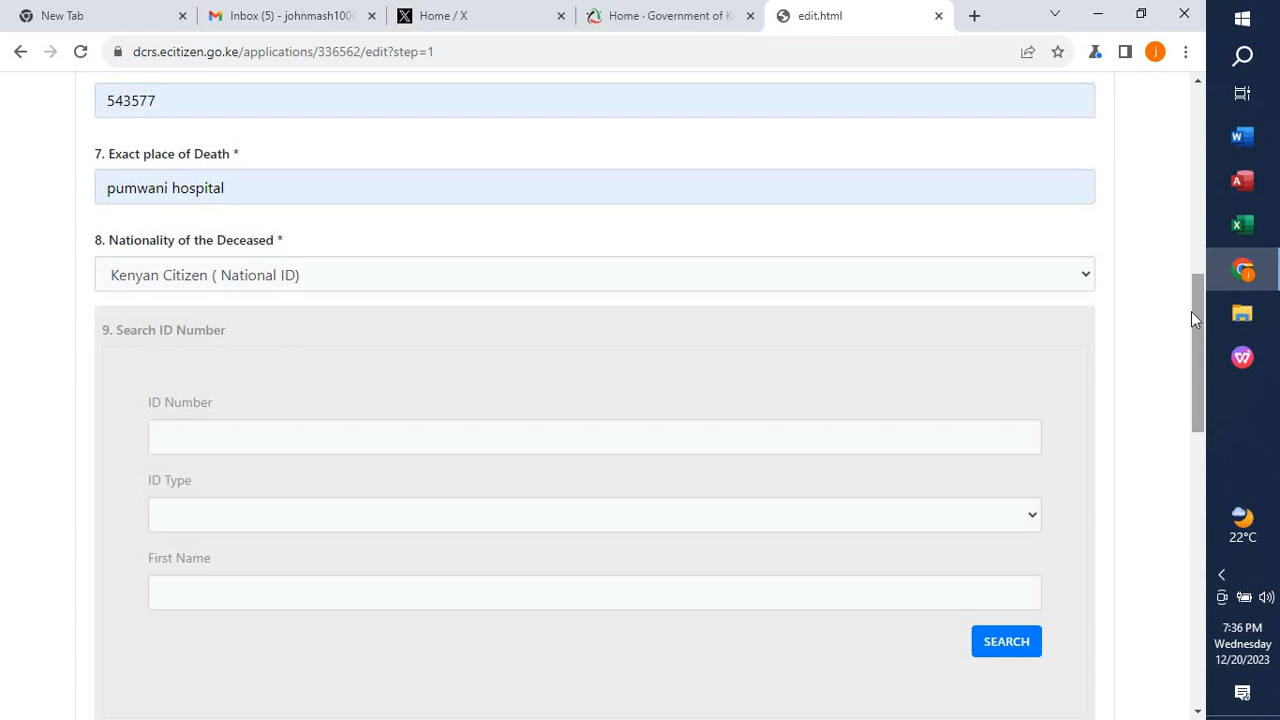 New Tab
Inbox (5) - johnmash100
Home / X
Home · Government of K
edit.html
dcrs.ecitizen.go.ke/applications/336562/edit?step=1
j
543577
7. Exact place of Death *
pumwani hospital
8. Nationality of the Deceased *
Kenyan Citizen ( National ID)
9. Search ID Number
ID Number
ID Type
First Name
SEARCH
22°C
7:36 PM
Wednesday
12/20/2023